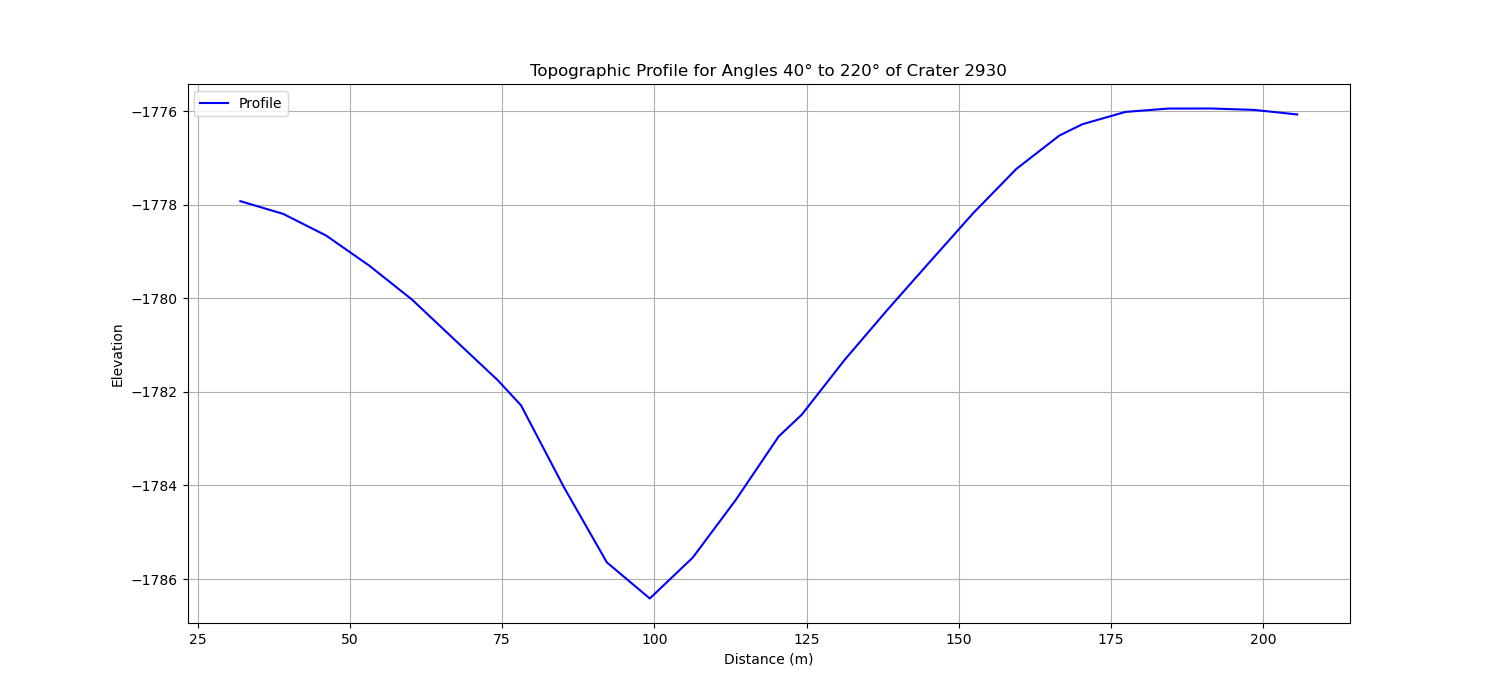 Topographic Profile for Angles 40° to 220° of Crater 2930
Profile
−1776
−1778
−1780
−1782
−1784
−1786
Elevation
25 50 75 100 125 150 175 200
Distance (m)